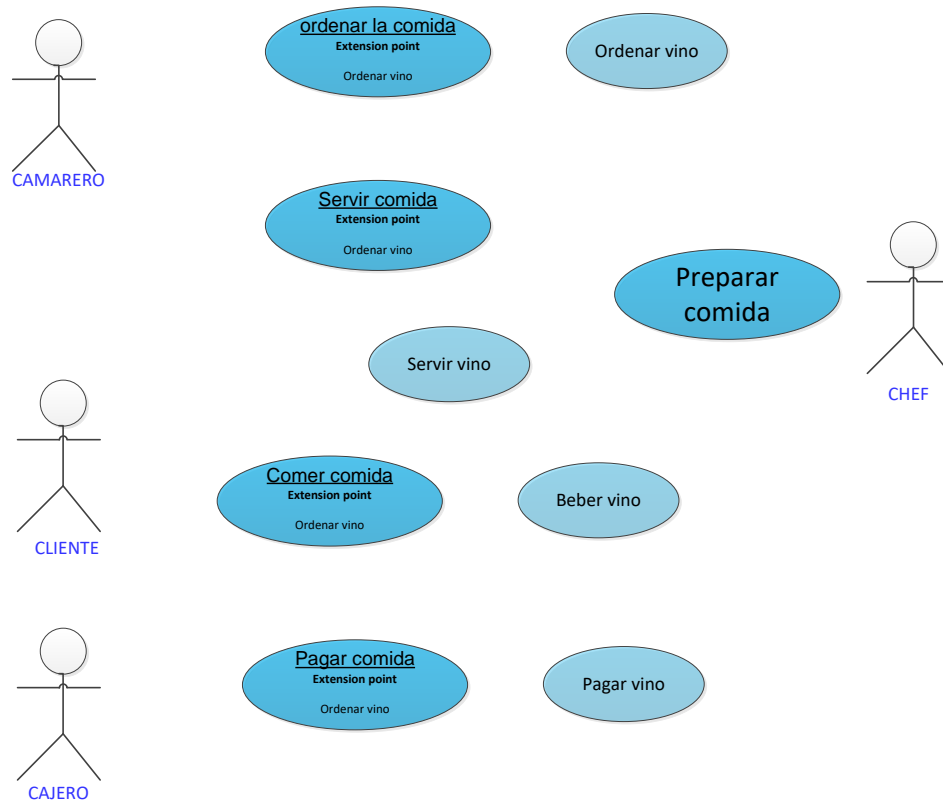 ordenar la comida
Extension point
Ordenar vino
Ordenar vino
CAMARERO
Servir comida
Extension point
Ordenar vino
Preparar
comida
CHEF
Servir vino
Comer comida
Extension point
Ordenar vino
Beber vino
CLIENTE
Pagar comida
Extension point
Ordenar vino
Pagar vino
CAJERO